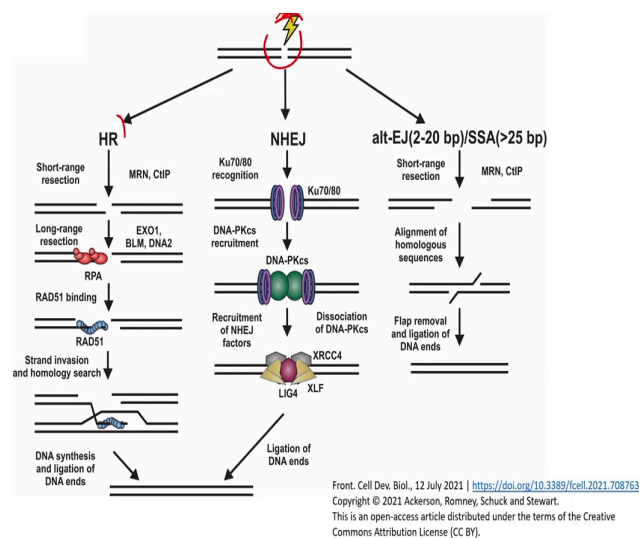 HR
NHEJ
alt-EJ(2-20 bp)/SSA(>25 bp)
Short-range
resection
MRN, CtIP
Long-range
resection
EXO1,
BLM, DNA2
RPA
RAD51 binding
RAD51
Strand invasion
and homology search
DNA synthesis
and ligation of
DNA ends
Ku70/80
recognition
Ku70/80
DNA-PKcs
recruitment
DNA-PKcs
Recruitment
of NHEJ
factors
Dissociation
of DNA-PKcs
XRCC4
LIG4
XLF
Ligation of
DNA ends
Short-range
resection
MRN, CtIP
Alignment of
homologous
sequences
Flap removal
and ligation of
DNA ends
Front. Cell Dev. Biol., 12 July 2021 | https://doi.org/10.3389/fcell.2021.708763
Copyright © 2021 Ackerson, Romney, Schuck and Stewart.
This is an open-access article distributed under the terms of the Creative
Commons Attribution License (CC BY).